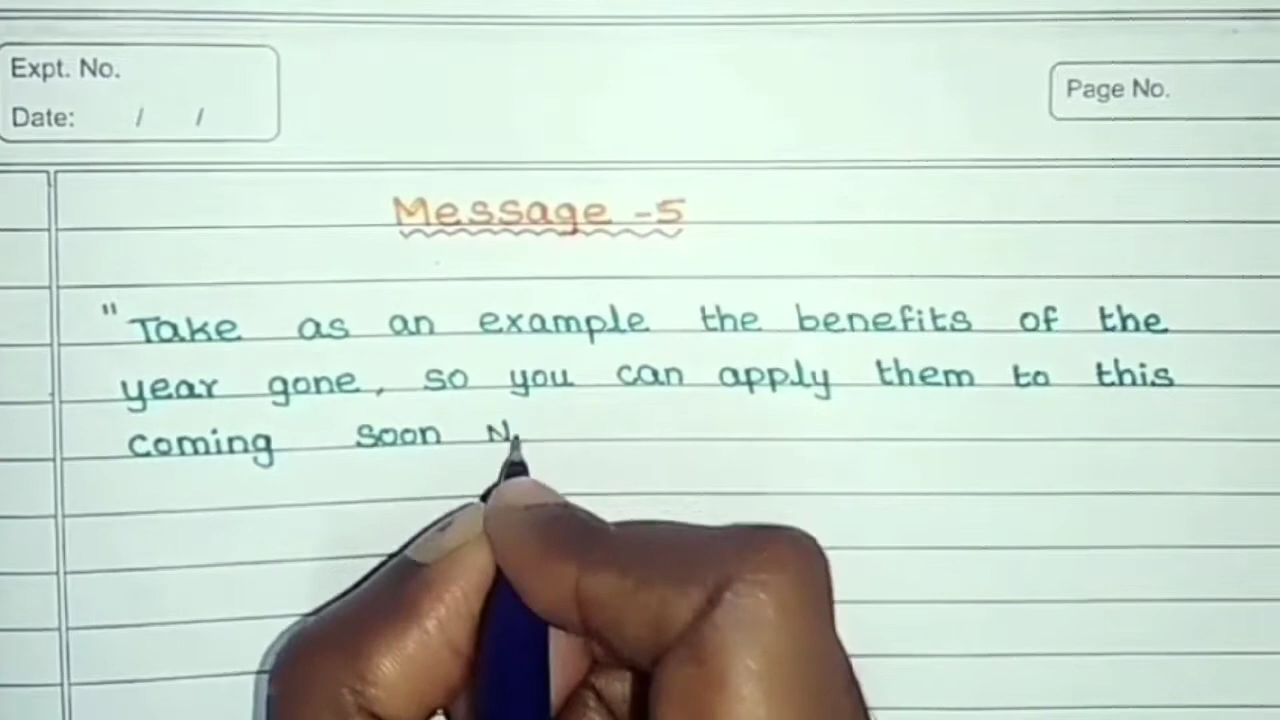 Expt. No.
Date: / /
Page No.
Message -5
"Take as an example the benefits of the
year gone, so you can apply them to this
coming soon N